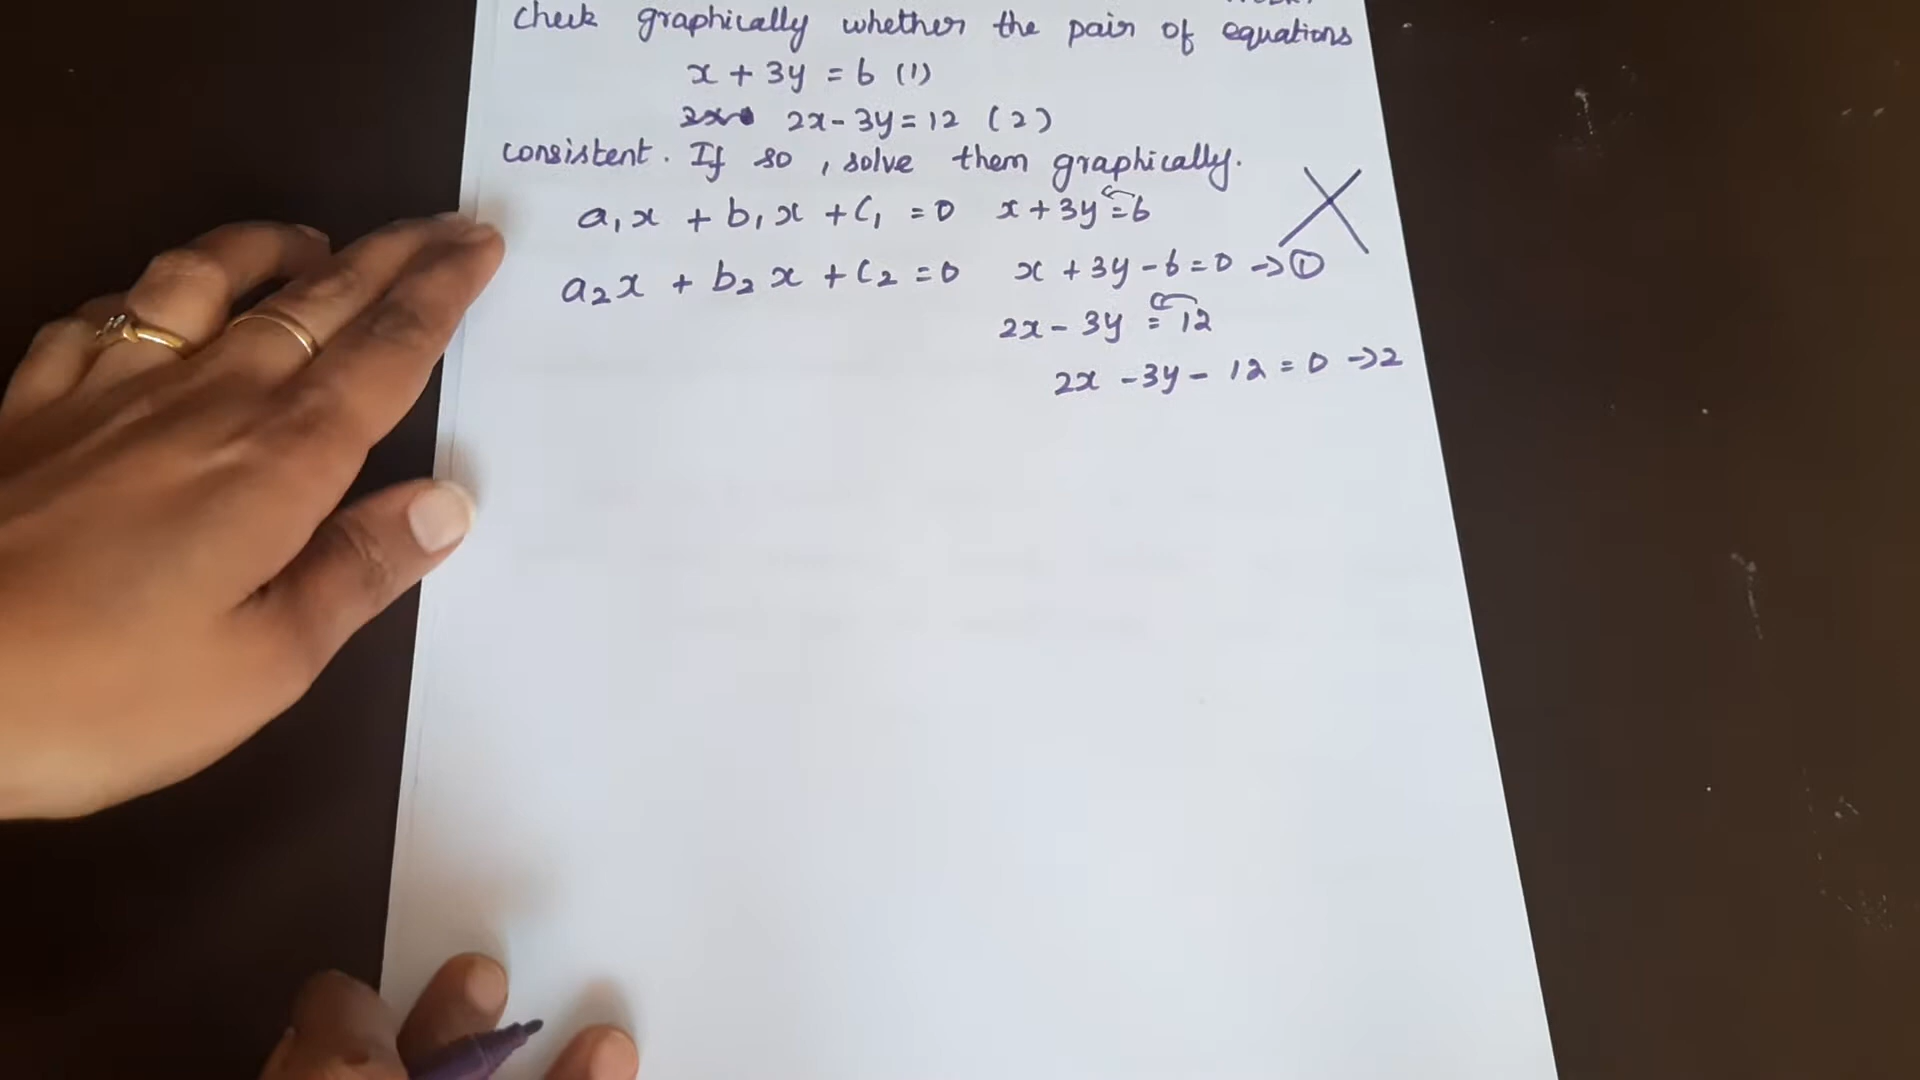 check graphically whether the pair of equations
x + 3y = 6 (1)
2x - 3y = 12 (2)
consistent. If so, solve them graphically.
a₁x + b₁x + C₁ = 0 x + 3y = 6
a₂x + b₂x + C₂ = 0 x + 3y - 6 = 0 → ①
2x - 3y = 12
2x - 3y - 12 = 0 → 2